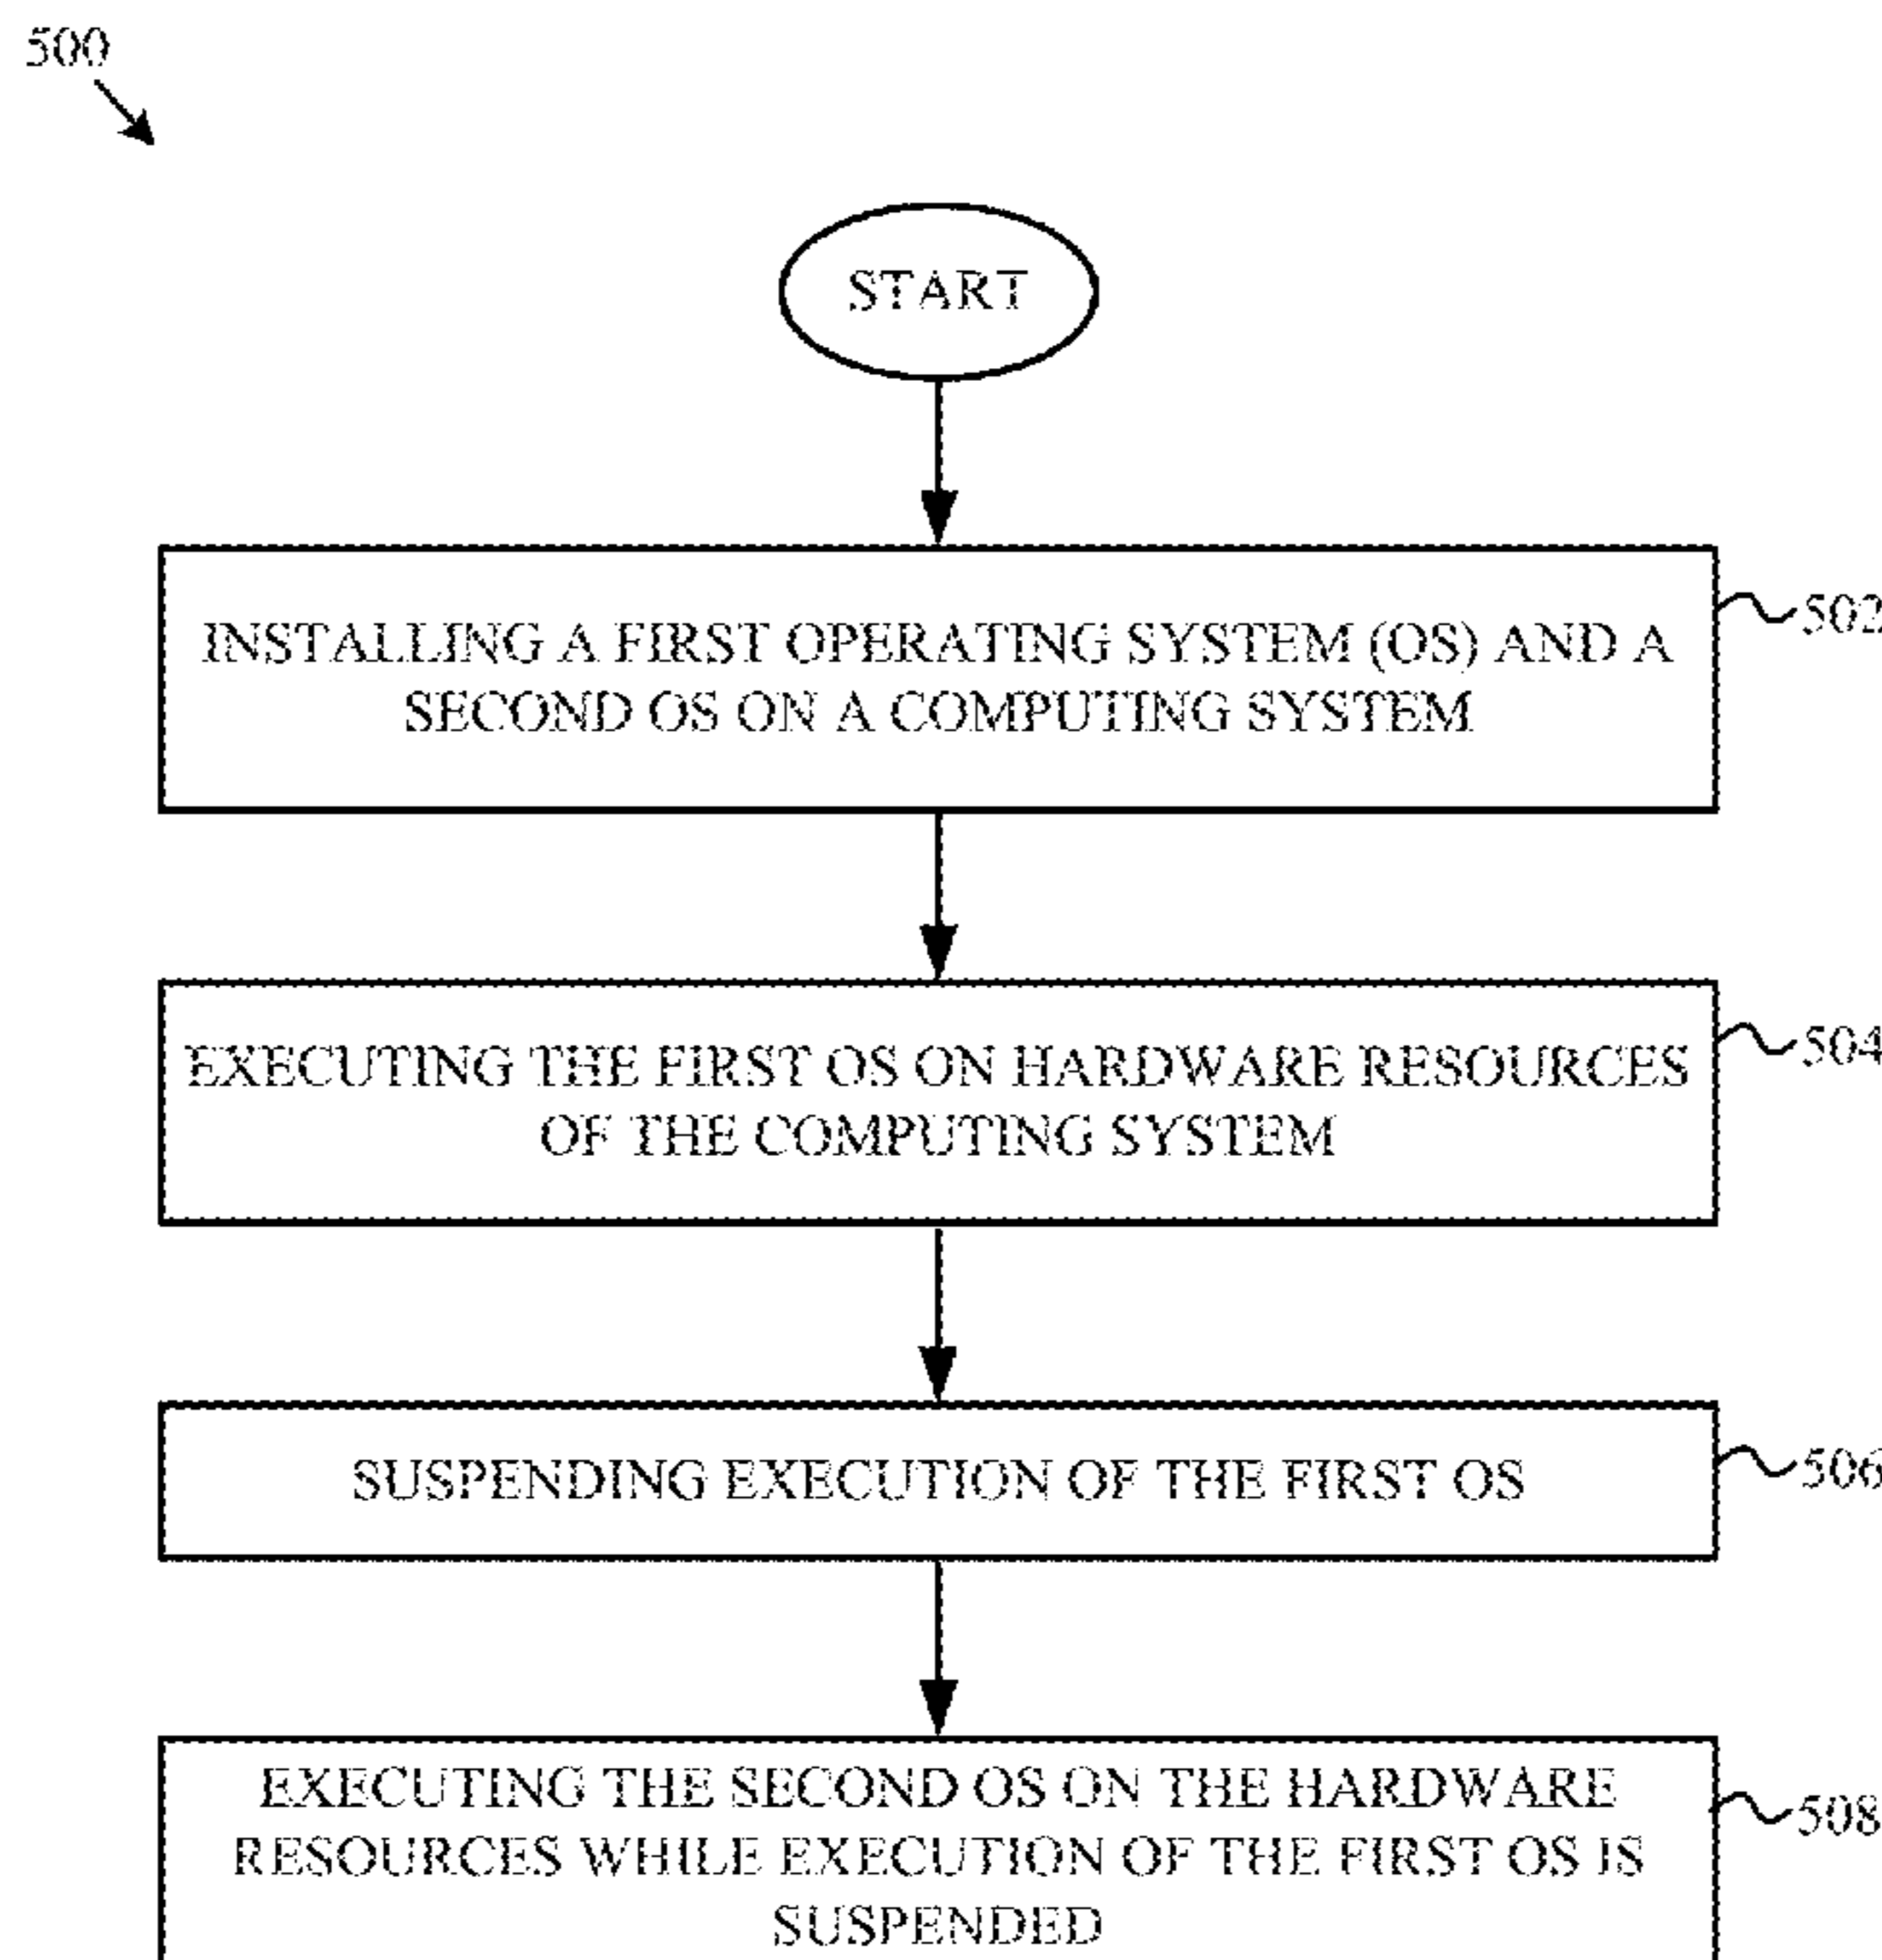 500
START
INSTALLING A FIRST OPERATING SYSTEM (OS) AND A
SECOND OS ON A COMPUTING SYSTEM
502
EXECUTING THE FIRST OS ON HARDWARE RESOURCES
OF THE COMPUTING SYSTEM
504
SUSPENDING EXECUTION OF THE FIRST OS
506
EXECUTING THE SECOND OS ON THE HARDWARE
RESOURCES WHILE EXECUTION OF THE FIRST OS IS
SUSPENDED
508